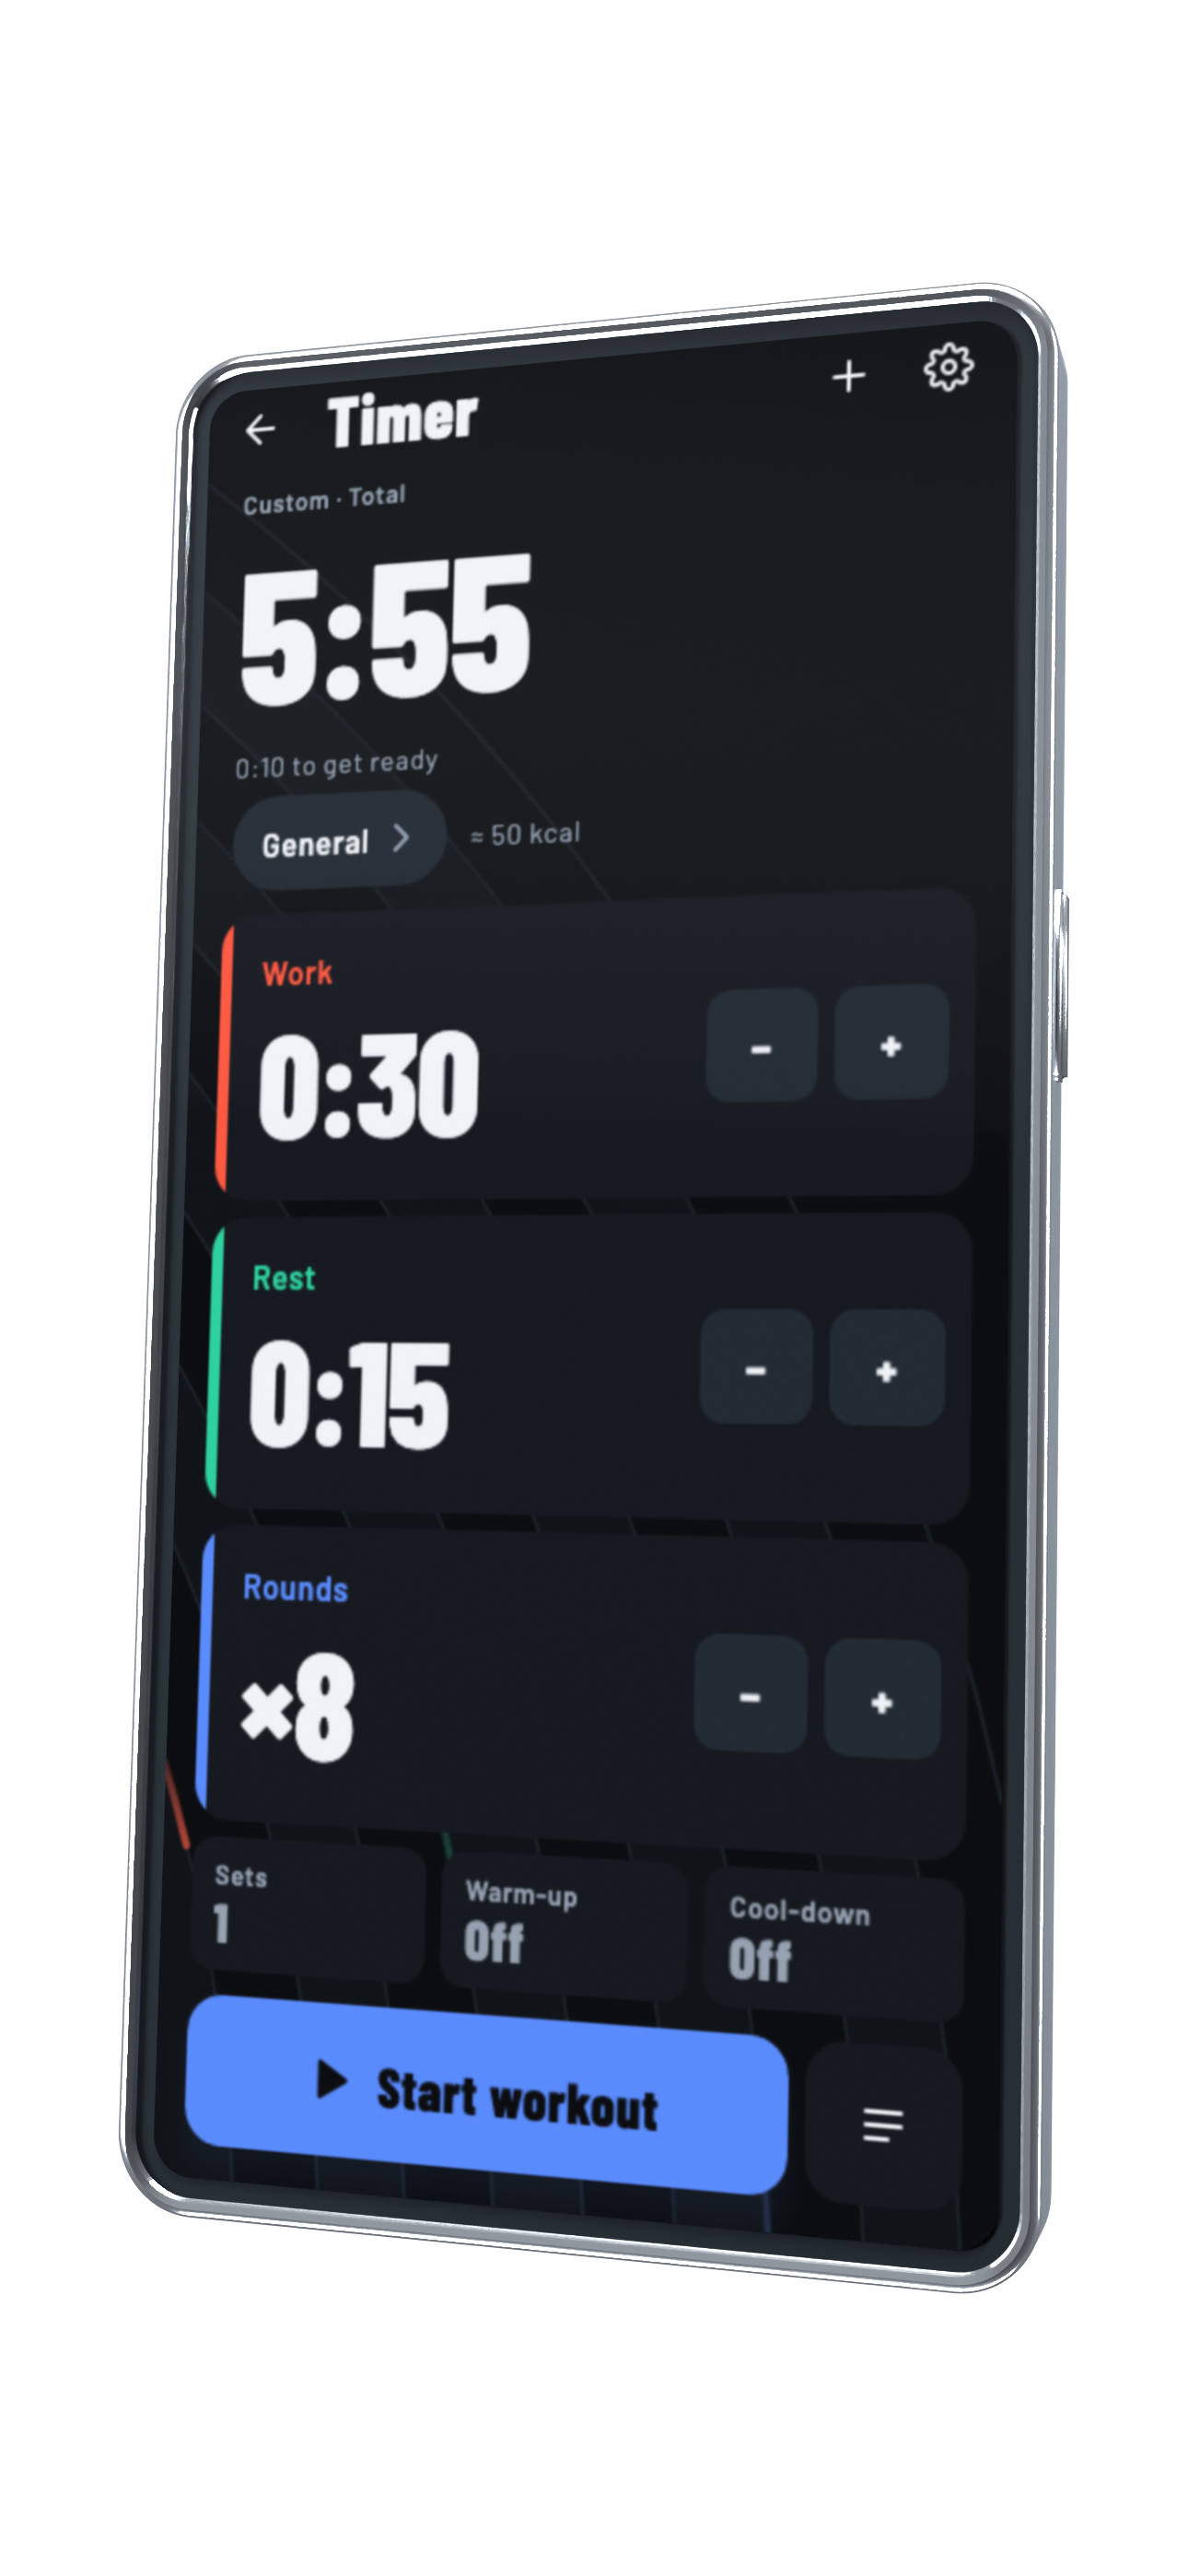 Timer
Custom · Total
5:55
0:10 to get ready
General
≈ 50 kcal
Work
0:30
- +
Rest
0:15
- +
Rounds
×8
- +
Sets
1
Warm-up
Off
Cool-down
Off
Start workout